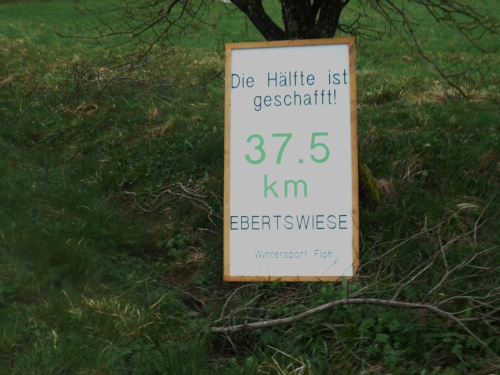 Die Hälfte ist
geschafft!
37.5
km
EBERTSWIESE
Wintersport Floh